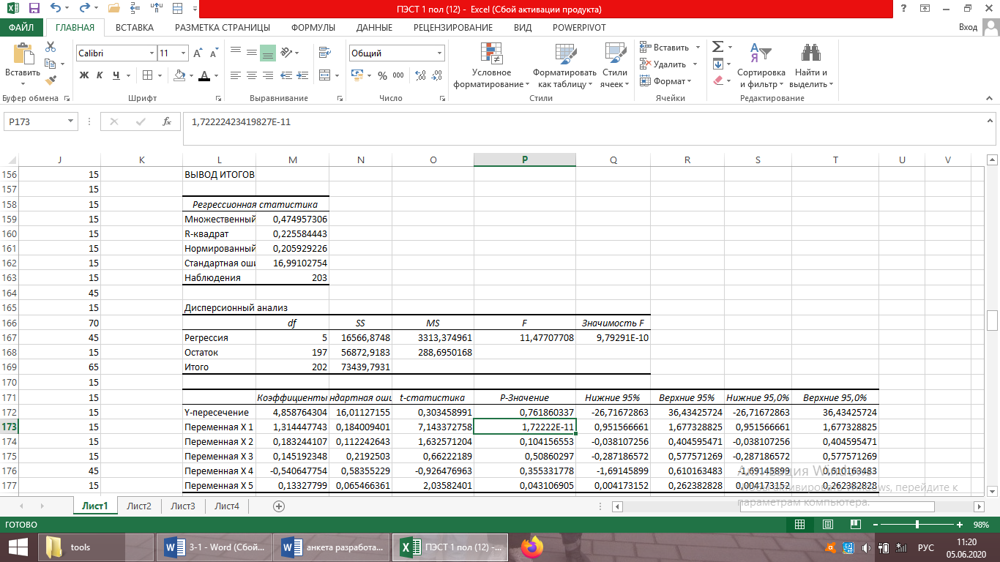 ПЭСТ 1 пол (12) - Excel (Сбой активации продукта)
ФАЙЛ ГЛАВНАЯ ВСТАВКА РАЗМЕТКА СТРАНИЦЫ ФОРМУЛЫ ДАННЫЕ РЕЦЕНЗИРОВАНИЕ ВИД POWERPIVOT Вход
Calibri 11 Общий
Вставить
Ж К Ч
% 000
Условное форматирование
Форматировать как таблицу
Стили ячеек
Вставить
Удалить
Формат
Сортировка и фильтр
Найти и выделить
Буфер обмена Шрифт Выравнивание Число Стили Ячейки Редактирование
P173 fx 1,72222423419827E-11
J K L M N O P Q R S T U V
156 15 ВЫВОД ИТОГОВ
157 15
158 15 Регрессионная статистика
159 15 Множественный 0,474957306
160 15 R-квадрат 0,225584443
161 15 Нормированный 0,205929226
162 15 Стандартная оши 16,99102754
163 15 Наблюдения 203
164 45
165 15 Дисперсионный анализ
166 70 df SS MS F Значимость F
167 45 Регрессия 5 16566,8748 3313,374961 11,47707708 9,79291E-10
168 15 Остаток 197 56872,9183 288,6950168
169 65 Итого 202 73439,7931
170 15
171 15 Коэффициенты ндартная оши t-статистика P-Значение Нижние 95% Верхние 95% Нижние 95,0% Верхние 95,0%
172 15 Y-пересечение 4,858764304 16,01127155 0,303458991 0,761860337 -26,71672863 36,43425724 -26,71672863 36,43425724
173 15 Переменная X 1 1,314447743 0,184009401 7,143372758 1,72222E-11 0,951566661 1,677328825 0,951566661 1,677328825
174 15 Переменная X 2 0,183244107 0,112242643 1,632571204 0,104156553 -0,038107256 0,404595471 -0,038107256 0,404595471
175 15 Переменная X 3 0,145192348 0,2192503 0,66222189 0,50860297 -0,287186572 0,577571269 -0,287186572 0,577571269
176 45 Переменная X 4 -0,540647754 0,58355229 -0,926476963 0,355331778 -1,69145899 0,610163483 -1,69145899 0,610163483
177 15 Переменная X 5 0,13327799 0,065466361 2,03582401 0,043106905 0,004173152 0,262382828 0,004173152 0,262382828
Активация Windows
Чтобы активировать Windows, перейдите к
параметрам компьютера.
Лист1 Лист2 Лист3 Лист4
ГОТОВО 98%
tools 3-1 - Word (Сбой... анкета разработа... ПЭСТ 1 пол (12) -... РУС 11:20
05.06.2020